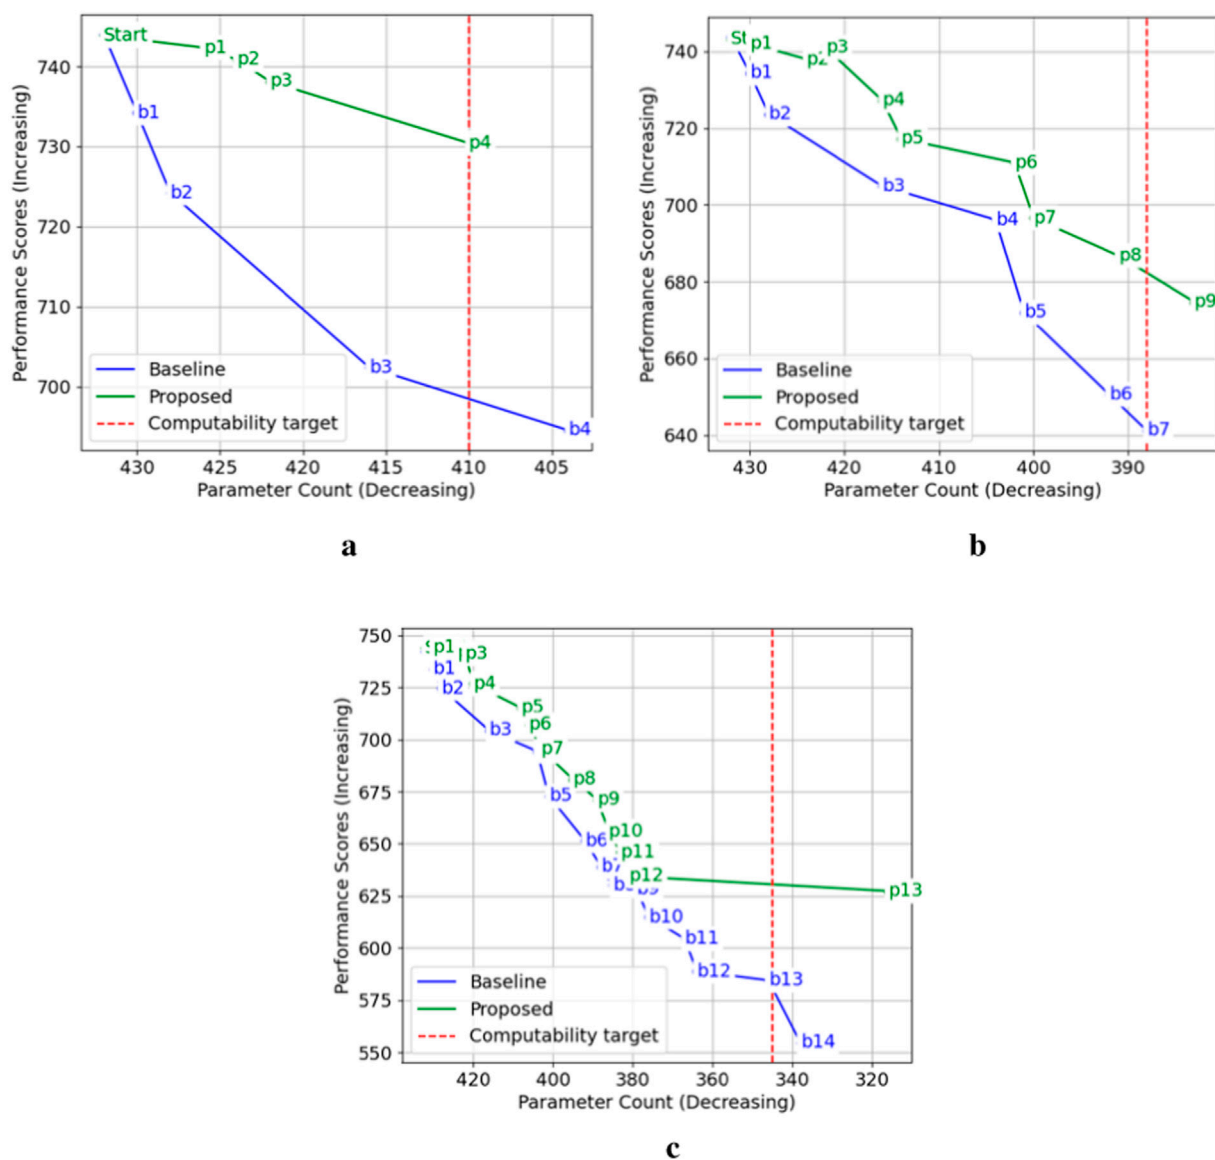 Performance Scores (Increasing)
740
730
720
710
700
Start
p1
p2
p3
p4
b1
b2
b3
b4
Baseline
Proposed
Computability target
430 425 420 415 410 405
Parameter Count (Decreasing)
a
Performance Scores (Increasing)
740
720
700
680
660
640
p1
p2
p3
p4
p5
p6
p7
p8
p9
b1
b2
b3
b4
b5
b6
b7
Baseline
Proposed
Computability target
430 420 410 400 390
Parameter Count (Decreasing)
b
Performance Scores (Increasing)
750
725
700
675
650
625
600
575
550
p1
p3
p4
p5
p6
p7
p8
p9
p10
p11
p12
p13
b1
b2
b3
b5
b6
b9
b10
b11
b12
b13
b14
Baseline
Proposed
Computability target
420 400 380 360 340 320
Parameter Count (Decreasing)
c